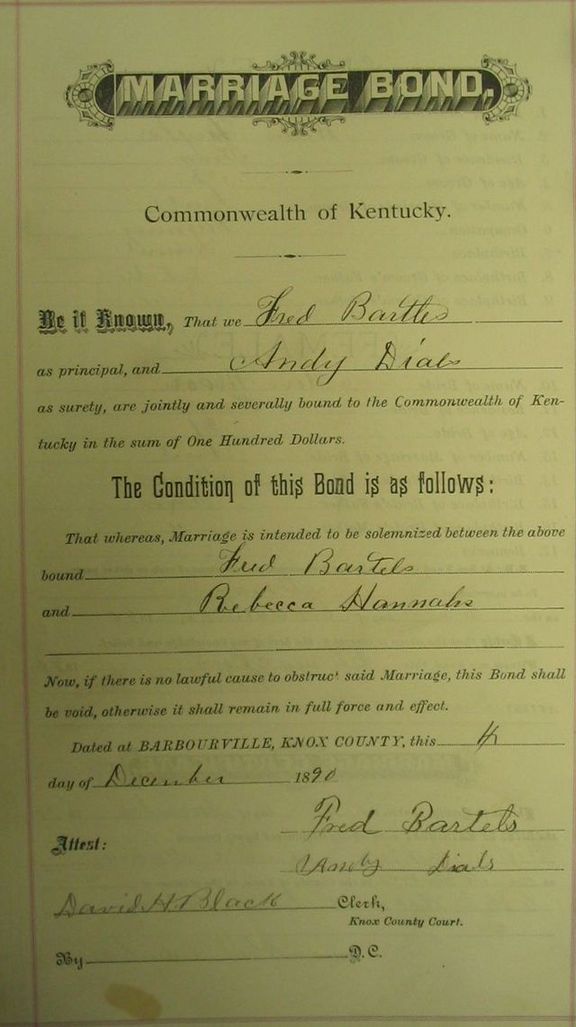 MARRIAGE BOND.
Commonwealth of Kentucky.
Be it Known, That we Fred Bartles
as principal, and Andy Dials
as surety, are jointly and severally bound to the Commonwealth of Ken-
tucky in the sum of One Hundred Dollars.
The Condition of this Bond is as follows:
That whereas, Marriage is intended to be solemnized between the above
bound Fred Bartels
and Rebecca Hannahs
Now, if there is no lawful cause to obstruct said Marriage, this Bond shall
be void, otherwise it shall remain in full force and effect.
Dated at BARBOURVILLE, KNOX COUNTY, this
day of December 1890
Fred Bartels
Attest:
Andy Dials
David H. Black Clerk,
Knox County Court.
By D. C.